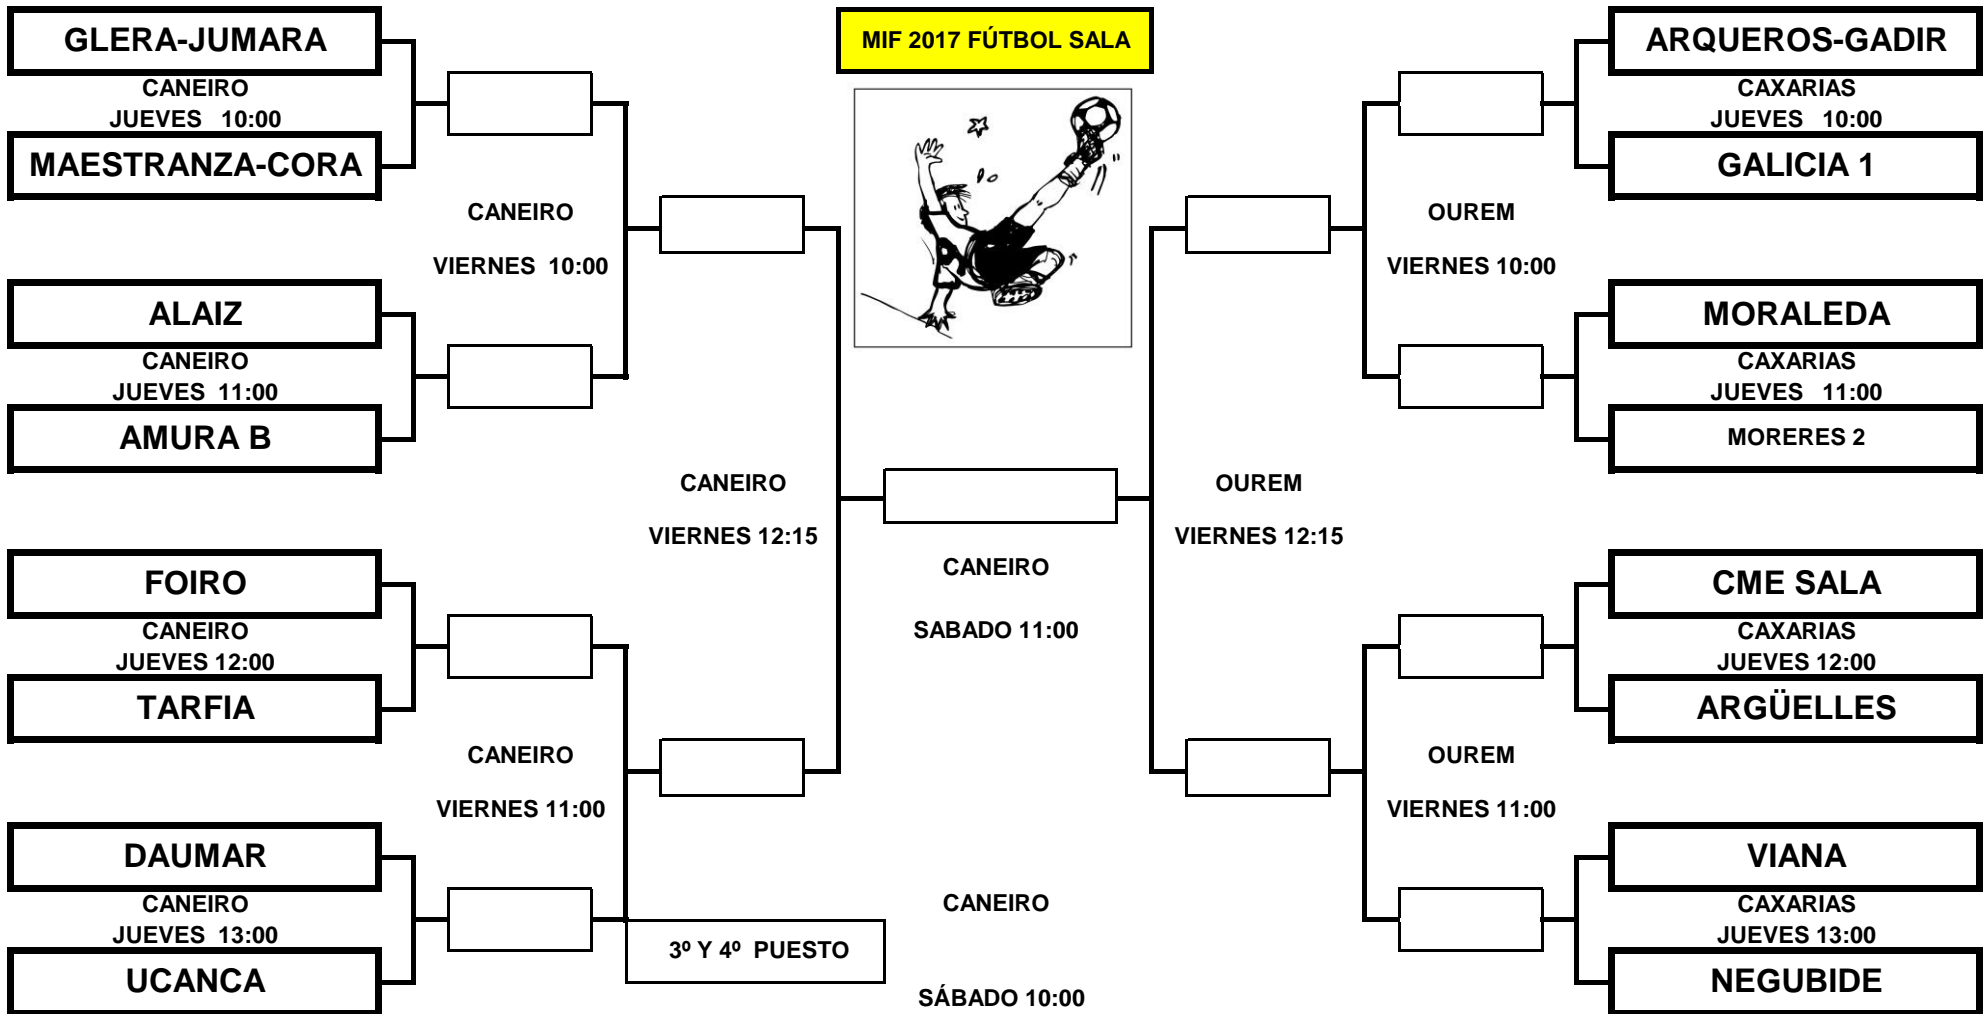 MIF 2017 FÚTBOL SALA
GLERA-JUMARA
CANEIRO
JUEVES 10:00
MAESTRANZA-CORA
CANEIRO
VIERNES 10:00
ALAIZ
CANEIRO
JUEVES 11:00
AMURA B
CANEIRO
VIERNES 12:15
FOIRO
CANEIRO
JUEVES 12:00
TARFIA
CANEIRO
VIERNES 11:00
DAUMAR
CANEIRO
JUEVES 13:00
UCANCA
CANEIRO
SABADO 11:00
3º Y 4º PUESTO
CANEIRO
SÁBADO 10:00
ARQUEROS-GADIR
CAXARIAS
JUEVES 10:00
GALICIA 1
OUREM
VIERNES 10:00
MORALEDA
CAXARIAS
JUEVES 11:00
MORERES 2
OUREM
VIERNES 12:15
CME SALA
CAXARIAS
JUEVES 12:00
ARGÜELLES
OUREM
VIERNES 11:00
VIANA
CAXARIAS
JUEVES 13:00
NEGUBIDE